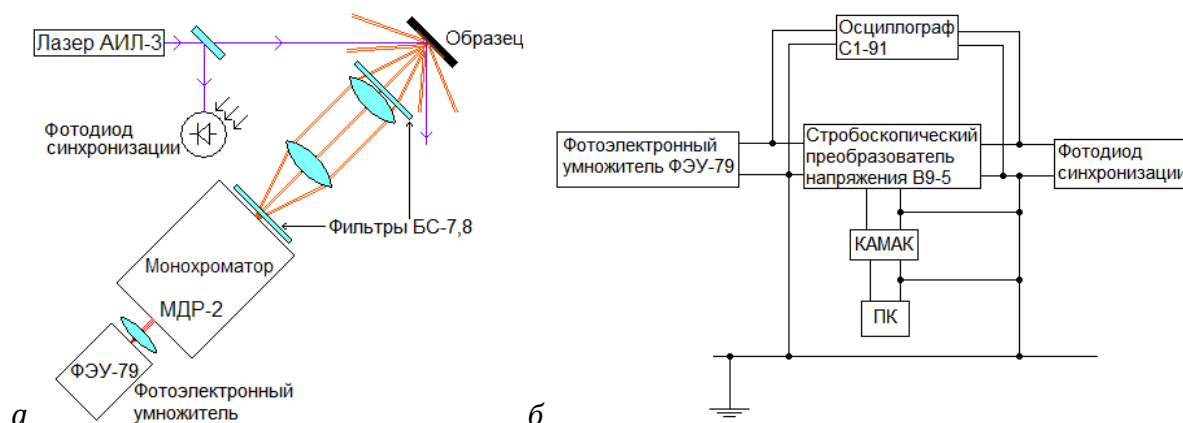 Лазер АИЛ-3
Образец
Фотодиод
синхронизации
Фильтры БС-7,8
Монохроматор
МДР-2
ФЭУ-79
Фотоэлектронный
умножитель
а
Осциллограф
С1-91
Фотоэлектронный
умножитель ФЭУ-79
Стробоскопический
преобразователь
напряжения В9-5
Фотодиод
синхронизации
КАМАК
ПК
б